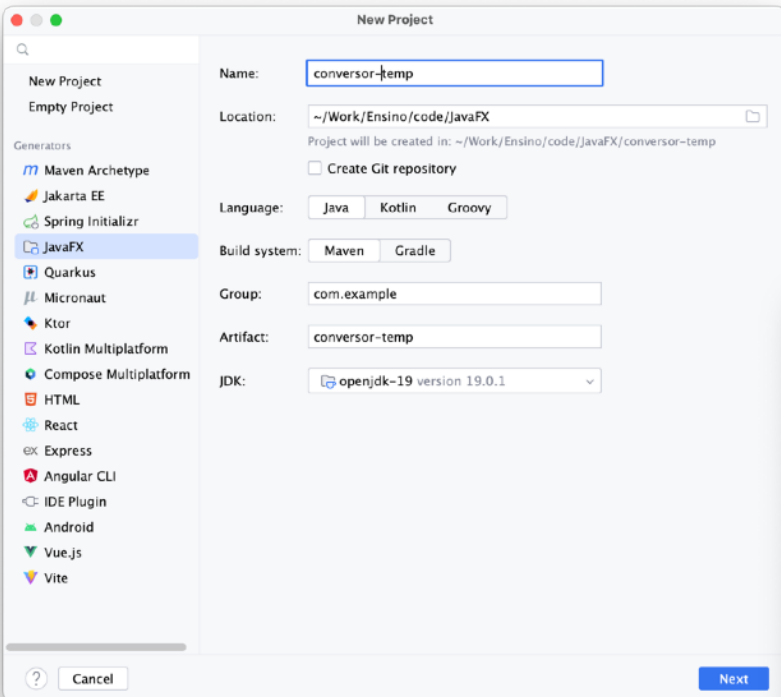 New Project
New Project
Empty Project
Generators
Maven Archetype
Jakarta EE
Spring Initializr
JavaFX
Quarkus
Micronaut
Ktor
Kotlin Multiplatform
Compose Multiplatform
HTML
React
ex Express
Angular CLI
IDE Plugin
Android
Vue.js
Vite
Name: conversor-temp
Location: ~/Work/Ensino/code/JavaFX
Project will be created in: ~/Work/Ensino/code/JavaFX/conversor-temp
Create Git repository
Language: Java Kotlin Groovy
Build system: Maven Gradle
Group: com.example
Artifact: conversor-temp
JDK: openjdk-19 version 19.0.1
? Cancel Next